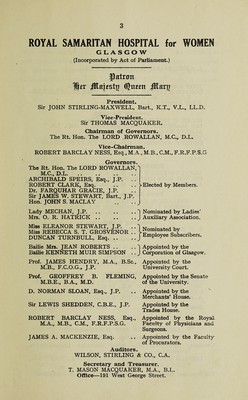 3
ROYAL SAMARITAN HOSPITAL for WOMEN
GLASGOW
(Incorporated by Act of Parliament.)
Patron
Her Majesty Queen Mary
President.
Sir JOHN STIRLING-MAXWELL, Bart., K.T., V.L., LL.D.
Vice-President.
Sir THOMAS MACQUAKER.
Chairman of Governors.
The Rt. Hon. The LORD ROWALLAN, M.C., D.L.
Vice-Chairman.
ROBERT BARCLAY NESS, Esq., M.A., M.B., C.M., F.R.F.P.S.G
Governors.
The Rt. Hon. The LORD ROWALLAN, M.C., D.L.
ARCHIBALD SPEIRS, Esq., J.P.
ROBERT CLARK, Esq.
Dr. FARQUHAR GRACIE, J.P.
Sir JAMES W. STEWART, Bart., J.P.
Hon. JOHN S. MACLAY
Elected by Members.
Lady MECHAN, J.P.
Mrs. O. R. HATRICK
Nominated by Ladies'
Auxiliary Association.
Miss ELEANOR STEWART, J.P.
Miss REBECCA S. T. GROSVENOR
DUNCAN TURNBULL, Esq.
Nominated by
Employee Subscribers.
Bailie Mrs. JEAN ROBERTS
Bailie KENNETH MUIR SIMPSON
Appointed by the
Corporation of Glasgow.
Prof. JAMES HENDRY, M.A., B.Sc., M.B., F.C.O.G., J.P.
Appointed by the
University Court.
Prof. GEOFFREY B. FLEMING, M.B.E., B.A., M.D.
Appointed by the Senate
of the University.
D. NORMAN SLOAN, Esq., J.P.
Appointed by the
Merchants' House.
Sir LEWIS SHEDDEN, C.B.E., J.P.
Appointed by the
Trades House.
ROBERT BARCLAY NESS, Esq., M.A., M.B., C.M., F.R.F.P.S.G.
Appointed by the Royal
Faculty of Physicians and
Surgeons.
JAMES A. MACKENZIE, Esq.
Appointed by the Faculty
of Procurators.
Auditors.
WILSON, STIRLING & CO., C.A.
Secretary and Treasurer.
T. MASON MACQUAKER, M.A., B.L.
Office—191 West George Street.